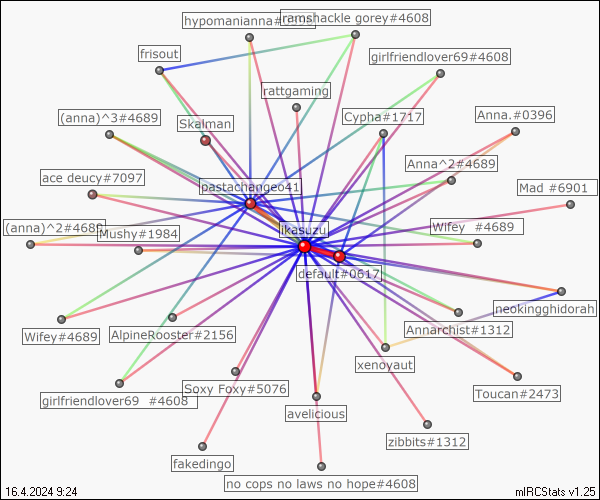 hypomanianna#
ramshackle gorey#4608
frisout
girlfriendlover69#4608
rattgaming
(anna)^3#4689
Cypha#1717
Anna.#0396
Skalman
Anna^2#4689
ace deucy#7097
pastachangeo41
Mad #6901
(anna)^2#4689
Mushy#1984
likasuzu
Wifey #4689
default#0617
neokingghidorah
Annarchist#1312
Wifey#4689
AlpineRooster#2156
xenoyaut
Soxy Foxy#5076
Toucan#2473
girlfriendlover69 #4608
avelicious
zibbits#1312
fakedingo
no cops no laws no hope#4608
16.4.2024 9:24
mIRCStats v1.25